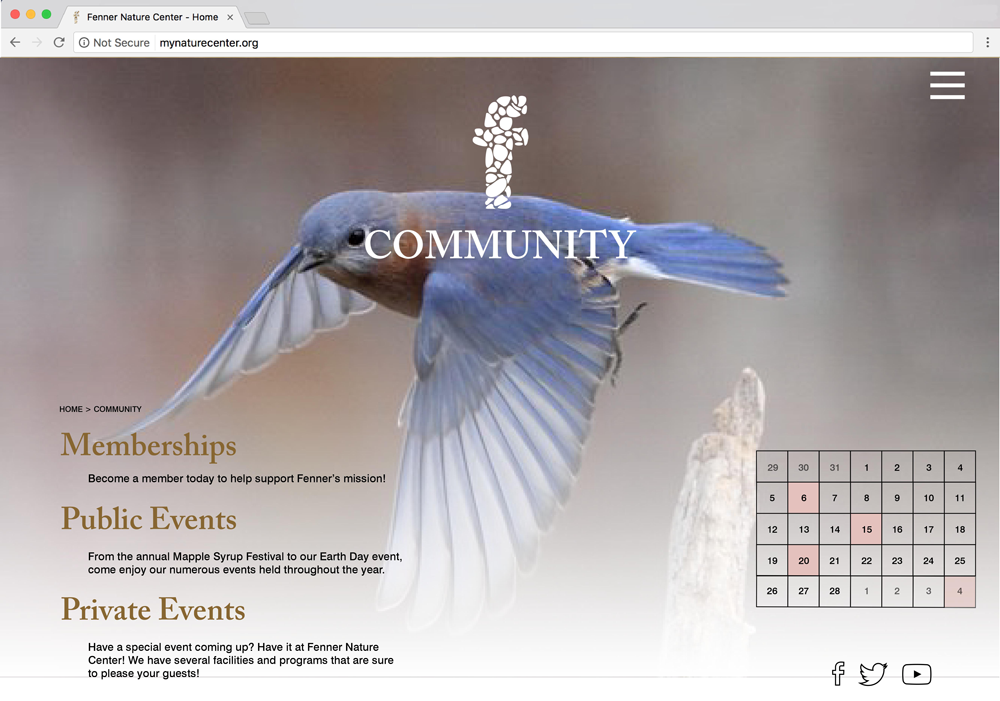 Fenner Nature Center - Home
Not Secure mynaturecenter.org
f
COMMUNITY
HOME > COMMUNITY
Memberships
Become a member today to help support Fenner's mission!
Public Events
From the annual Mapple Syrup Festival to our Earth Day event,
come enjoy our numerous events held throughout the year.
Private Events
Have a special event coming up? Have it at Fenner Nature
Center! We have several facilities and programs that are sure
to please your guests!
29 30 31 1 2 3 4
5 6 7 8 9 10 11
12 13 14 15 16 17 18
19 20 21 22 23 24 25
26 27 28 1 2 3 4